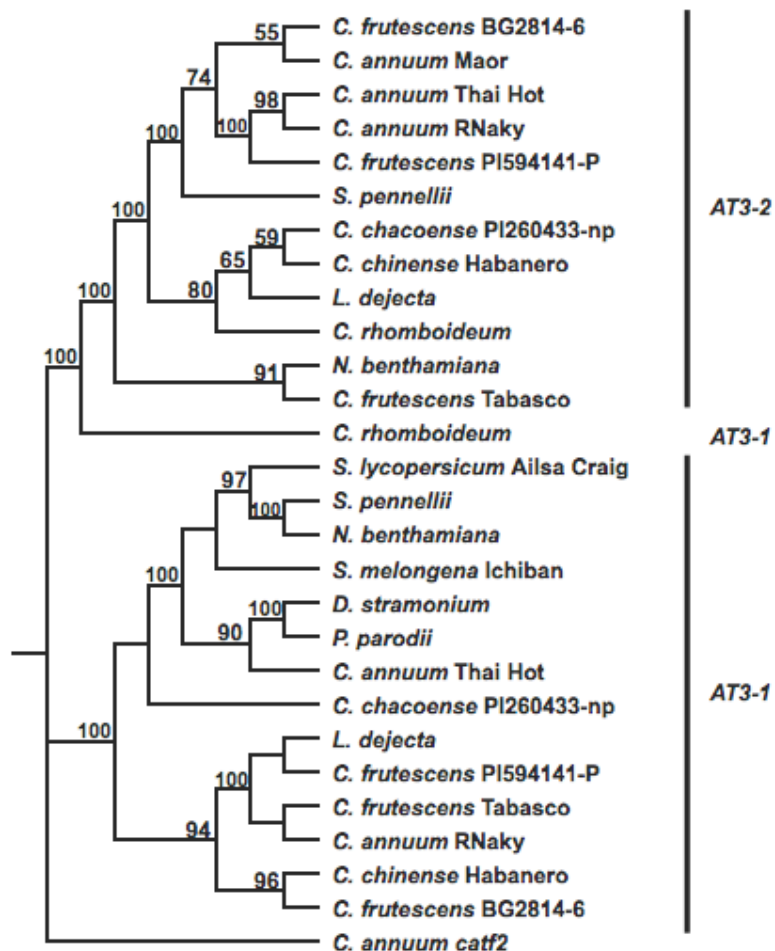 55
C. frutescens BG2814-6
C. annuum Maor
74
98
C. annuum Thai Hot
100
C. annuum RNaky
100
C. frutescens PI594141-P
S. pennellii
AT3-2
100
59
C. chacoense PI260433-np
65
C. chinense Habanero
100
80
L. dejecta
C. rhomboideum
100
91
N. benthamiana
C. frutescens Tabasco
C. rhomboideum
AT3-1
97
S. lycopersicum Ailsa Craig
100
S. pennellii
N. benthamiana
100
S. melongena Ichiban
100
D. stramonium
90
P. parodii
C. annuum Thai Hot
C. chacoense PI260433-np
AT3-1
100
L. dejecta
100
C. frutescens PI594141-P
C. frutescens Tabasco
94
C. annuum RNaky
96
C. chinense Habanero
C. frutescens BG2814-6
C. annuum catf2